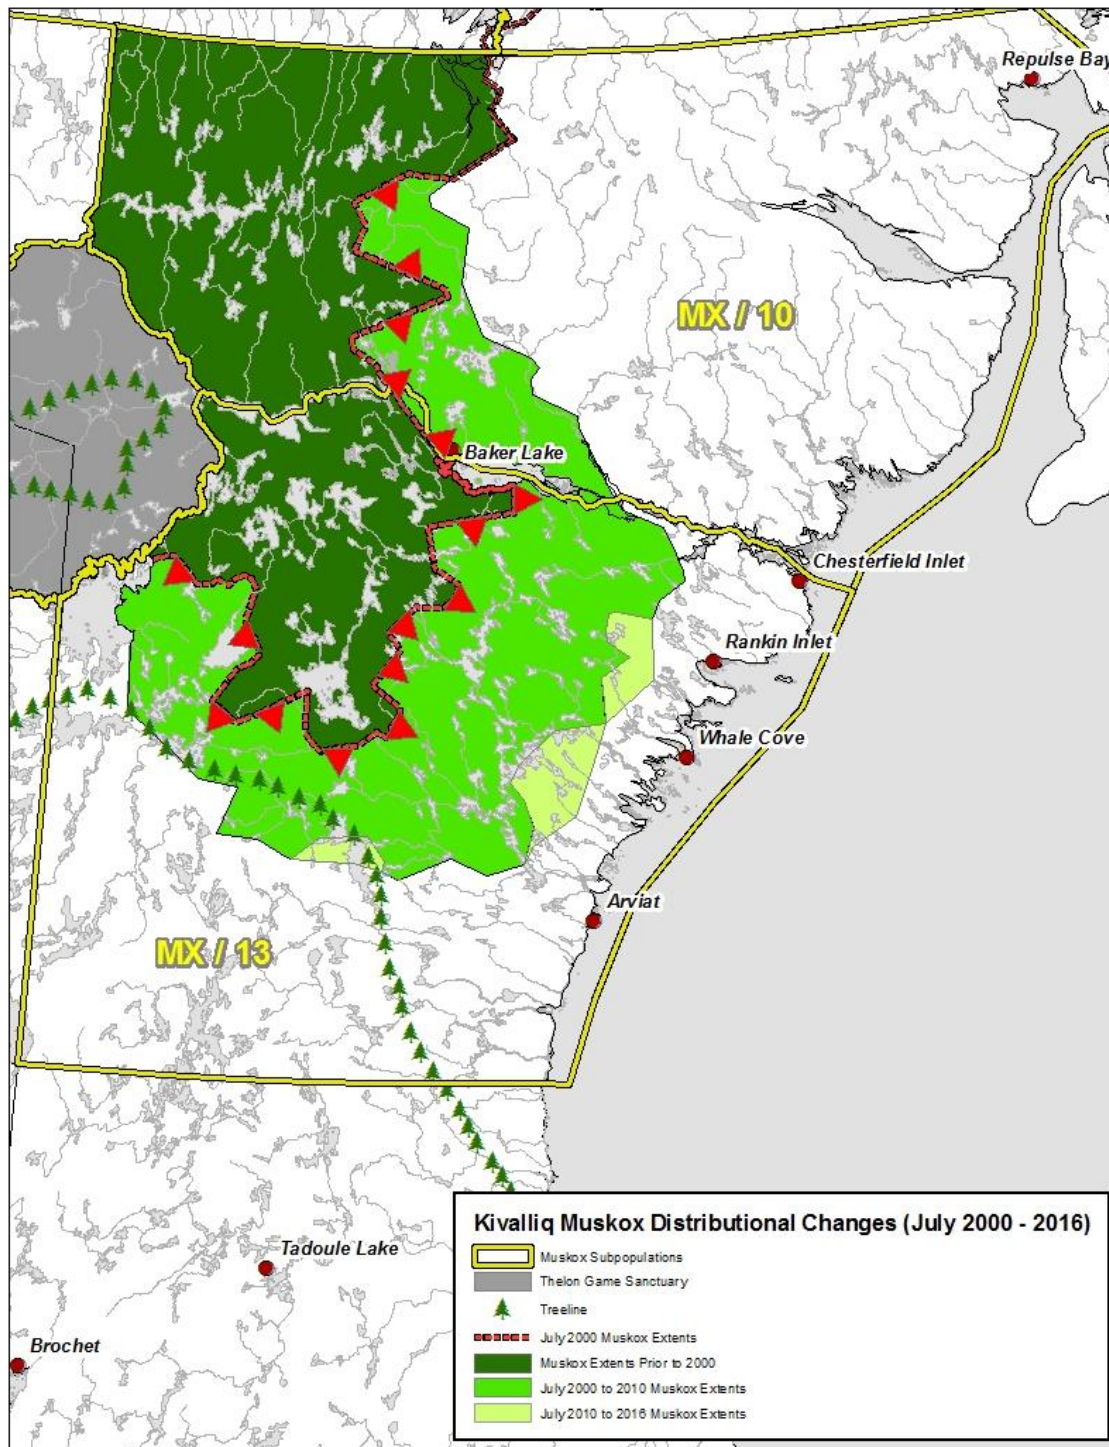 Repulse Bay
MX / 10
Baker Lake
Chesterfield Inlet
Rankin Inlet
Whale Cove
Arviat
MX / 13
Tadoule Lake
Brochet
Kivalliq Muskox Distributional Changes (July 2000 - 2016)
Muskox Subpopulations
Thelon Game Sanctuary
Treeline
July 2000 Muskox Extents
Muskox Extents Prior to 2000
July 2000 to 2010 Muskox Extents
July 2010 to 2016 Muskox Extents